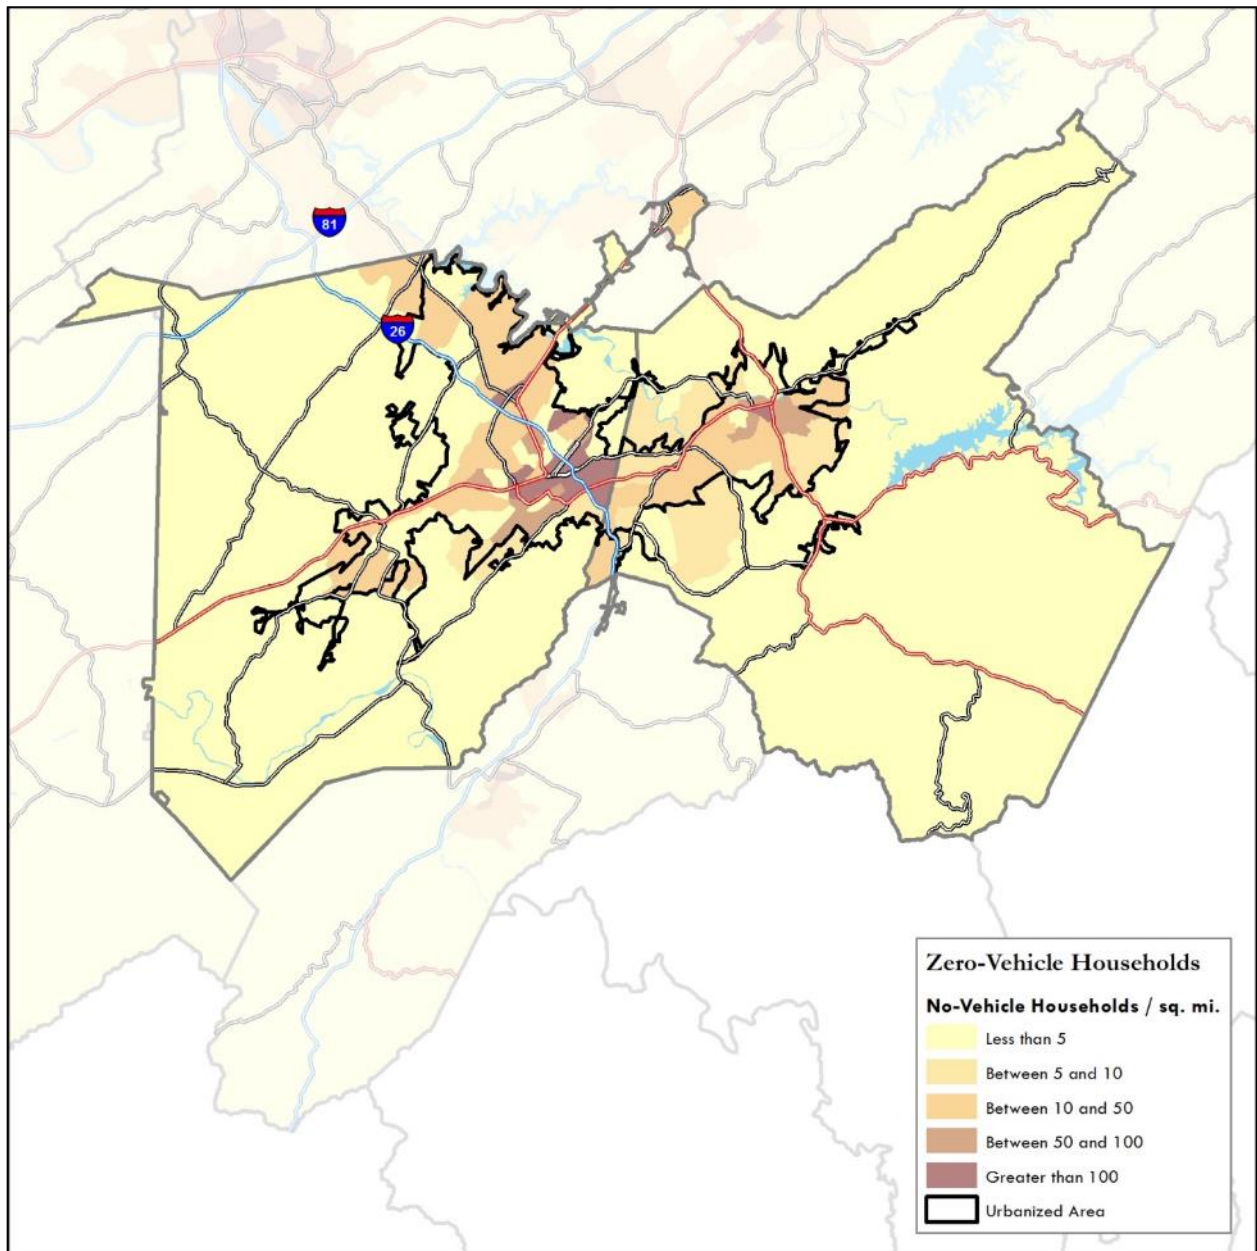 81
26
Zero-Vehicle Households
No-Vehicle Households / sq. mi.
Less than 5
Between 5 and 10
Between 10 and 50
Between 50 and 100
Greater than 100
Urbanized Area